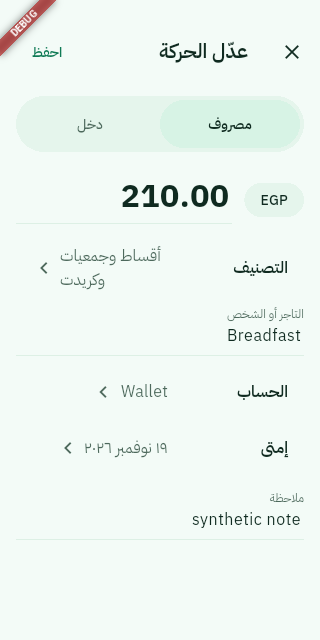 DEBUG
عدّل الحركة
احفظ
مصروف
دخل
EGP
210.00
التصنيف
أقساط وجمعيات
وكريدت
التاجر أو الشخص
Breadfast
الحساب
Wallet
إمتى
١٩ نوفمبر ٢٠٢٦
ملاحظة
synthetic note